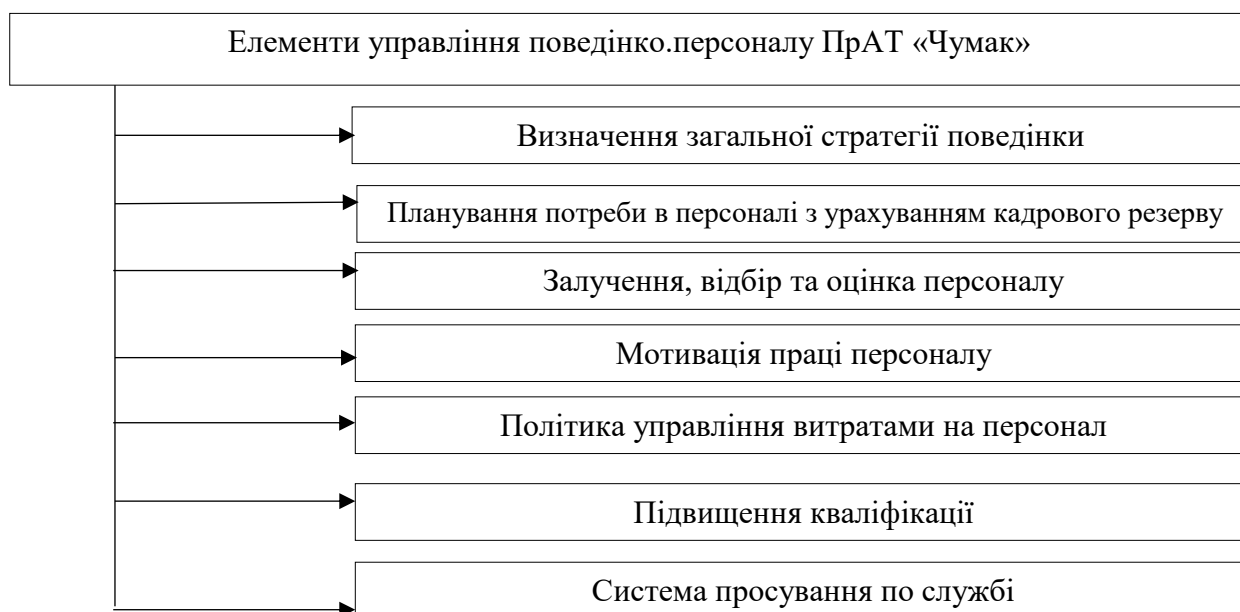 Елементи управління поведінко.персоналу ПрАТ «Чумак»
Визначення загальної стратегії поведінки
Планування потреби в персоналі з урахуванням кадрового резерву
Залучення, відбір та оцінка персоналу
Мотивація праці персоналу
Політика управління витратами на персонал
Підвищення кваліфікації
Система просування по службі